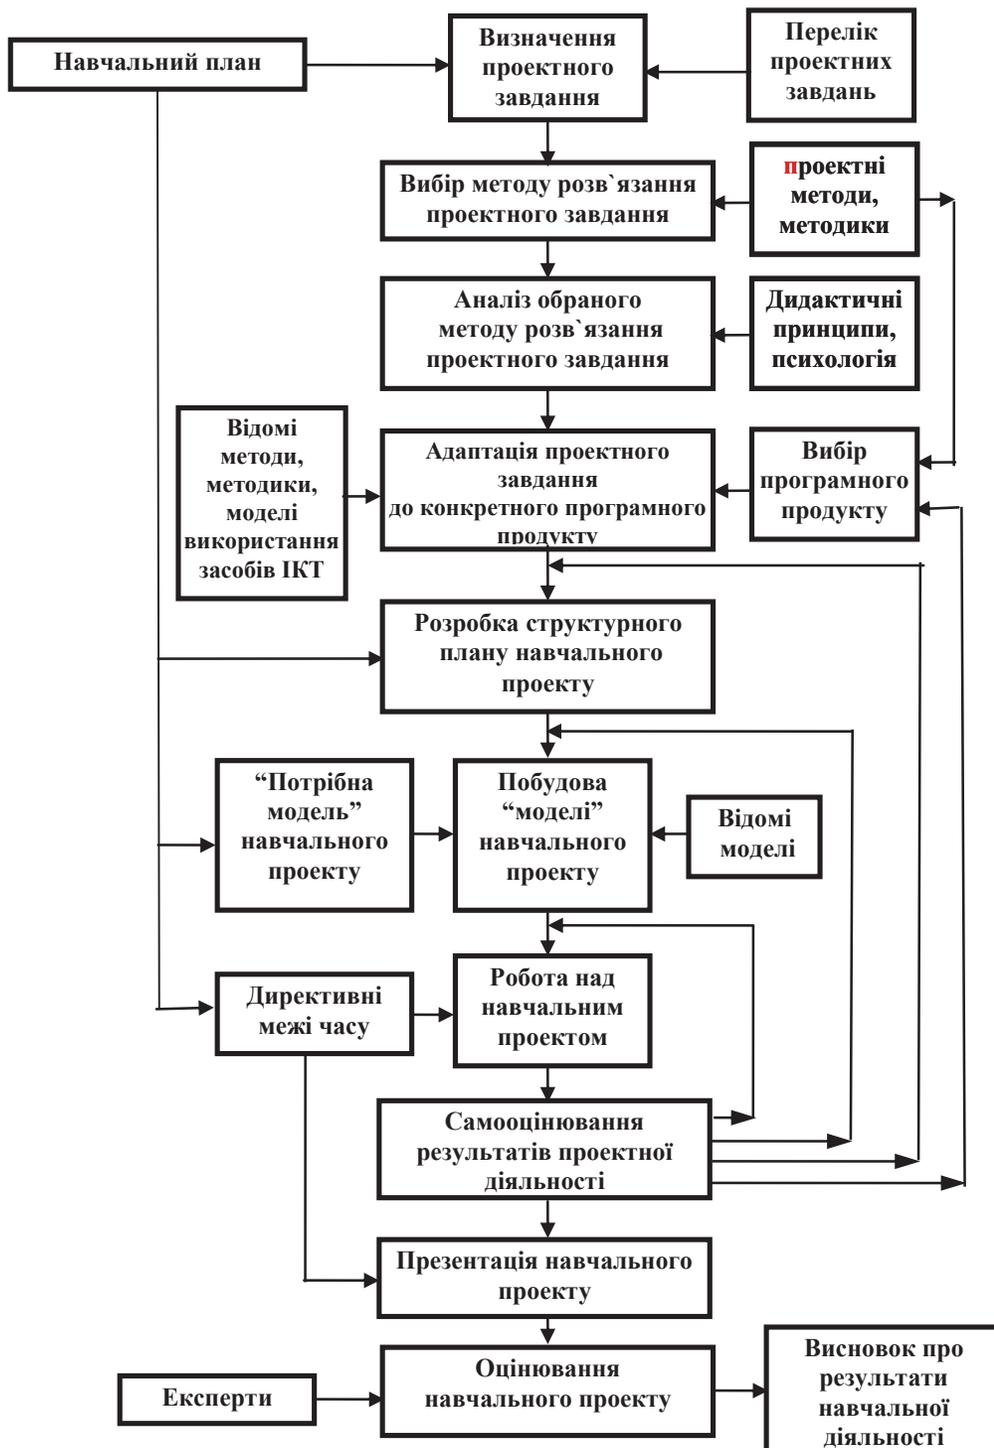 Навчальний план
Визначення
проектного
завдання
Перелік
проектних
завдань
Вибір методу розв`язання
проектного завдання
проектні
методи,
методики
Аналіз обраного
методу розв`язання
проектного завдання
Дидактичні
принципи,
психологія
Відомі
методи,
методики,
моделі
використання
засобів ІКТ
Адаптація проектного
завдання
до конкретного програмного
продукту
Вибір
програмного
продукту
Розробка структурного
плану навчального
проекту
“Потрібна
модель”
навчального
проекту
Побудова
“моделі”
навчального
проекту
Відомі
моделі
Директивні
межі часу
Робота над
навчальним
проектом
Самооцінювання
результатів проектної
діяльності
Презентація навчального
проекту
Експерти
Оцінювання
навчального проекту
Висновок про
результати
навчальної
діяльності